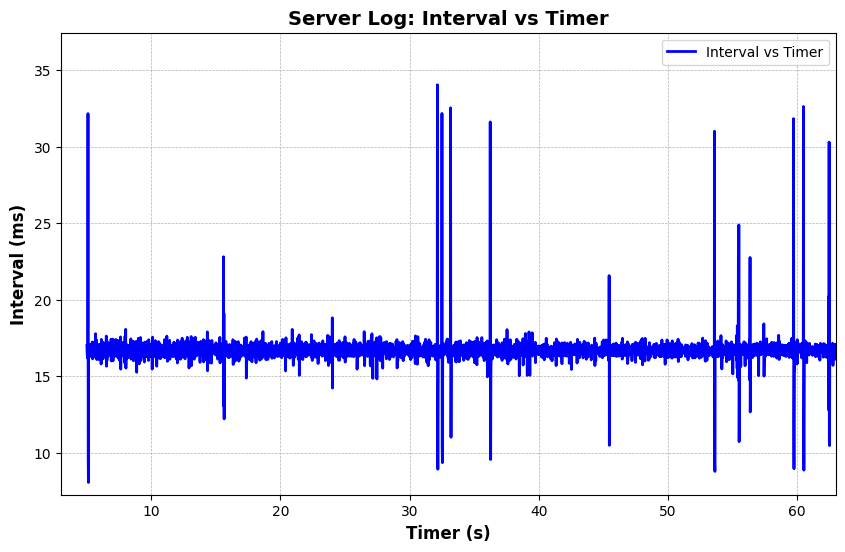 Server Log: Interval vs Timer
Interval vs Timer
35
30
25
20
15
10
Interval (ms)
10 20 30 40 50 60
Timer (s)